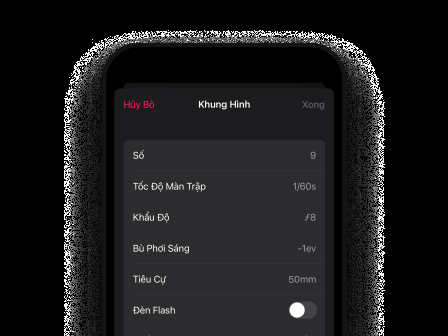 Hủy Bỏ Khung Hình Xong
Số 9
Tốc Độ Màn Trập 1/60s
Khẩu Độ ƒ8
Bù Phơi Sáng -1ev
Tiêu Cự 50mm
Đèn Flash